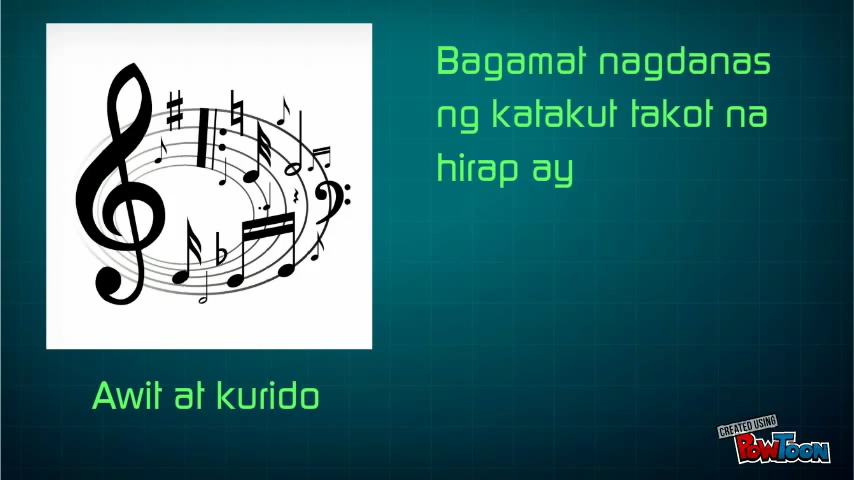 Bagamat nagdanas
ng katakut takot na
hirap ay
Awit at kurido
CREATED USING
PowToon